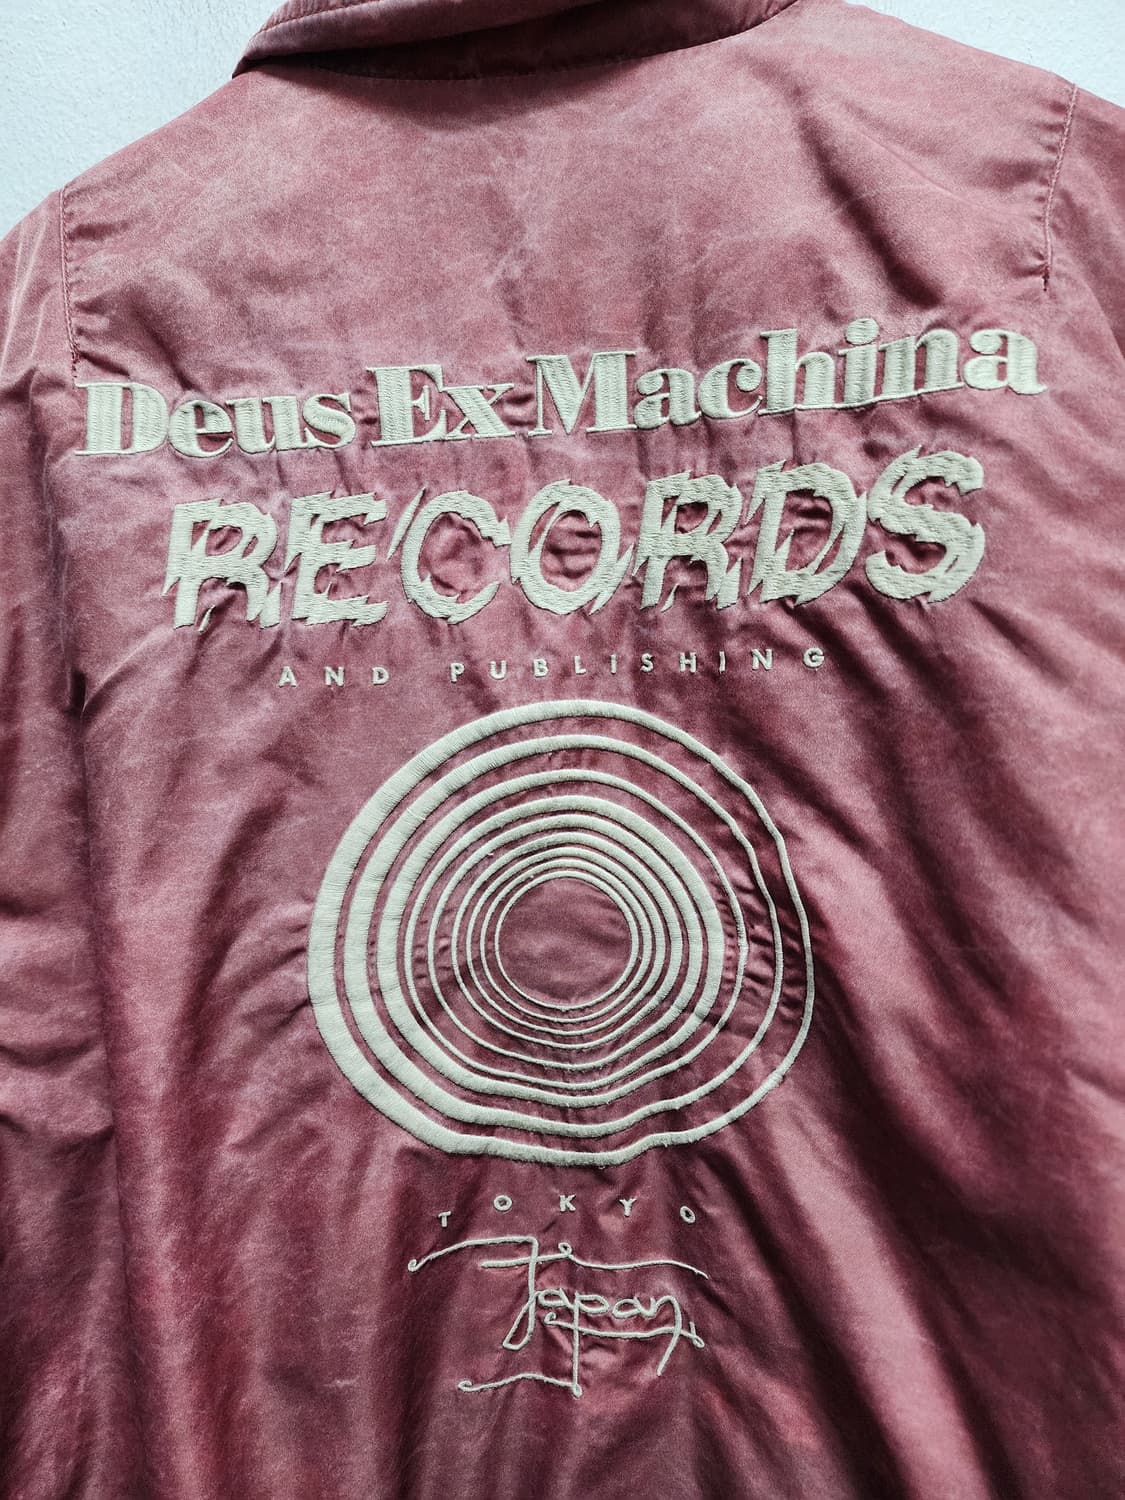 Deus Ex Machina
RECORDS
AND PUBLISHING
TOKYO
Japan